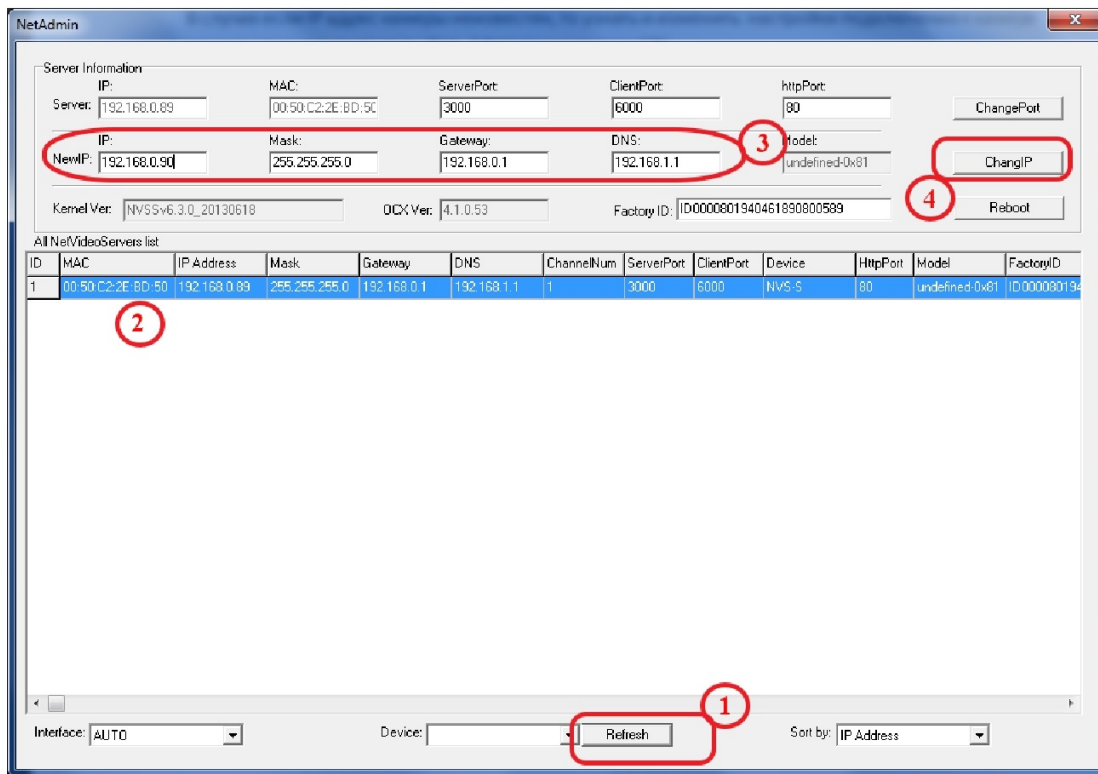 NetAdmin
x
Server Information
IP: MAC: ServerPort: ClientPort: httpPort:
Server: 192.168.0.89 00:50:C2:2E:BD:5C 3000 6000 80 ChangePort
IP: Mask: Gateway: DNS: Model:
NewIP: 192.168.0.90 255.255.255.0 192.168.0.1 192.168.1.1 undefined-0x81 ChangIP
3
4
Kernel Ver: NVSSv6.3.0_20130618 OCX Ver: 4.1.0.53 Factory ID: ID0000801940461890800589 Reboot
All NetVideoServers list
ID MAC IP Address Mask Gateway DNS ChannelNum ServerPort ClientPort Device HttpPort Model FactoryID
1 00:50:C2:2E:BD:50 192.168.0.89 255.255.255.0 192.168.0.1 192.168.1.1 1 3000 6000 NVS-S 80 undefined-0x81 ID000080194
2
1
Interface: AUTO Device: Refresh Sort by: IP Address